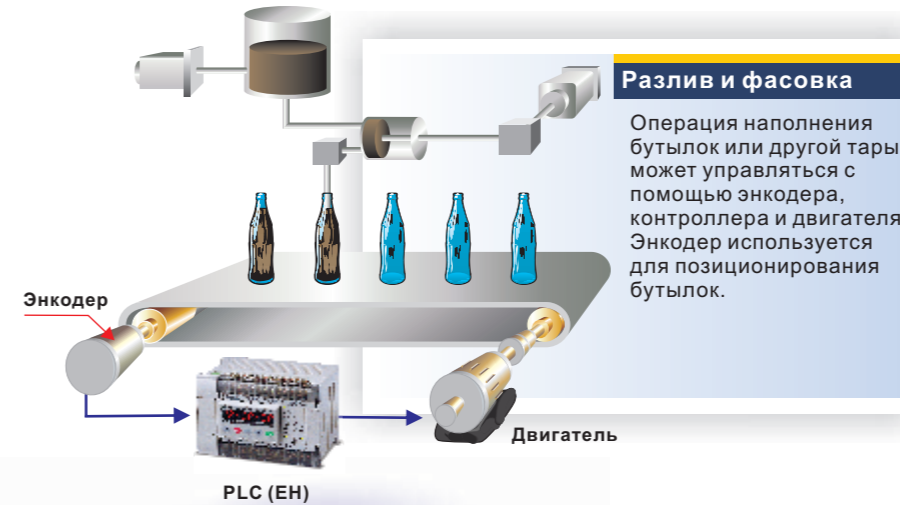 Разлив и фасовка
Операция наполнения
бутылок или другой тары
может управляться с
помощью энкодера,
контроллера и двигателя
Энкодер используется
для позиционирования
бутылок.
Энкодер
Двигатель
PLC (EH)